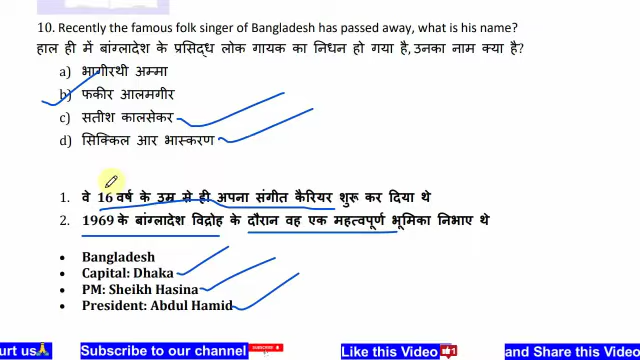 10. Recently the famous folk singer of Bangladesh has passed away, what is his name?
हाल ही में बांग्लादेश के प्रसिद्ध लोक गायक का निधन हो गया है, उनका नाम क्या है?
a) भागीरथी अम्मा
b) फकीर आलमगीर
c) सतीश कालसेकर
d) सिक्किल आर भास्करण
1. वे 16 वर्ष के उम्र से ही अपना संगीत कैरियर शुरू कर दिया थे
2. 1969 के बांग्लादेश विद्रोह के दौरान वह एक महत्वपूर्ण भूमिका निभाए थे
• Bangladesh
• Capital: Dhaka
• PM: Sheikh Hasina
• President: Abdul Hamid
urt us🙏 Subscribe to our channel Like this Video and Share this Video